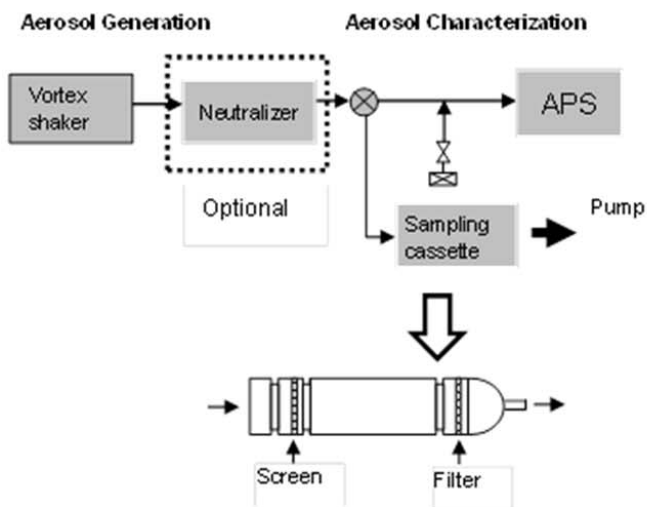 Aerosol Generation
Aerosol Characterization
Vortex
shaker
Neutralizer
APS
Optional
Sampling
cassette
Pump
Screen
Filter